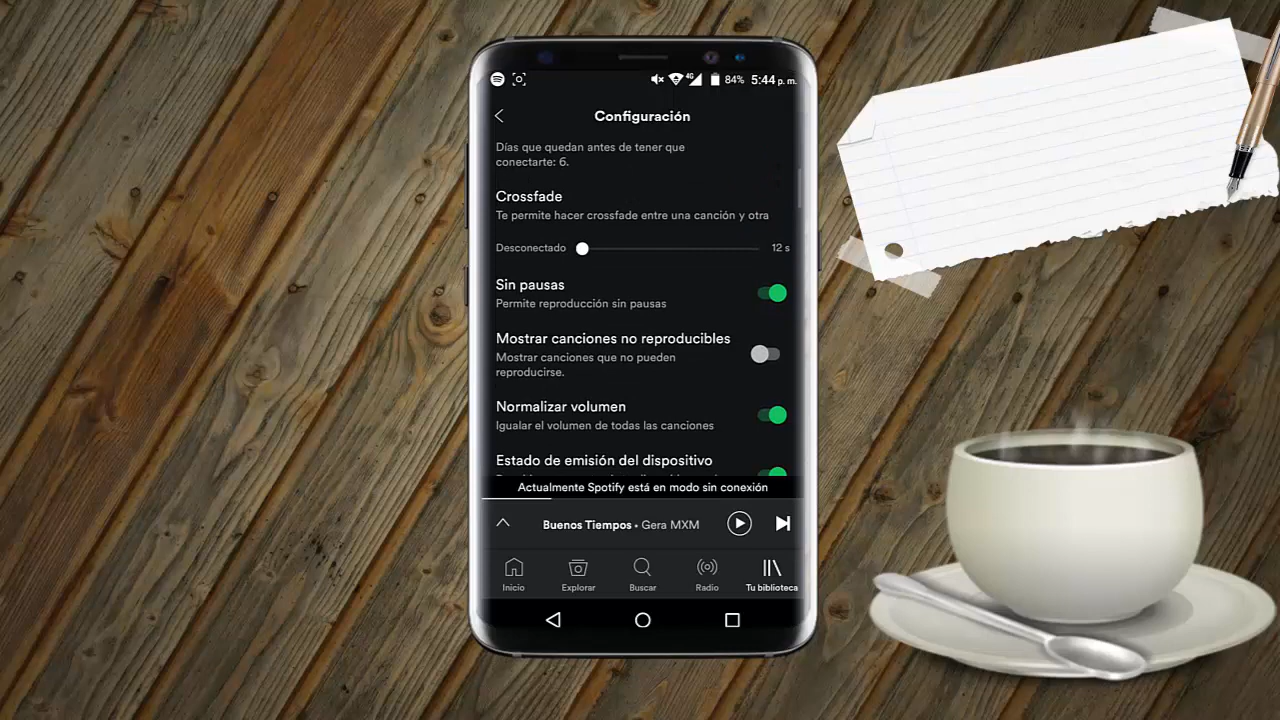 4G 84% 5:44 p. m.
Configuración
Días que quedan antes de tener que
conectarte: 6.
Crossfade
Te permite hacer crossfade entre una canción y otra
Desconectado 12 s
Sin pausas
Permite reproducción sin pausas
Mostrar canciones no reproducibles
Mostrar canciones que no pueden
reproducirse.
Normalizar volumen
Igualar el volumen de todas las canciones
Estado de emisión del dispositivo
Actualmente Spotify está en modo sin conexión
Buenos Tiempos • Gera MXM
Inicio Explorar Buscar Radio Tu biblioteca